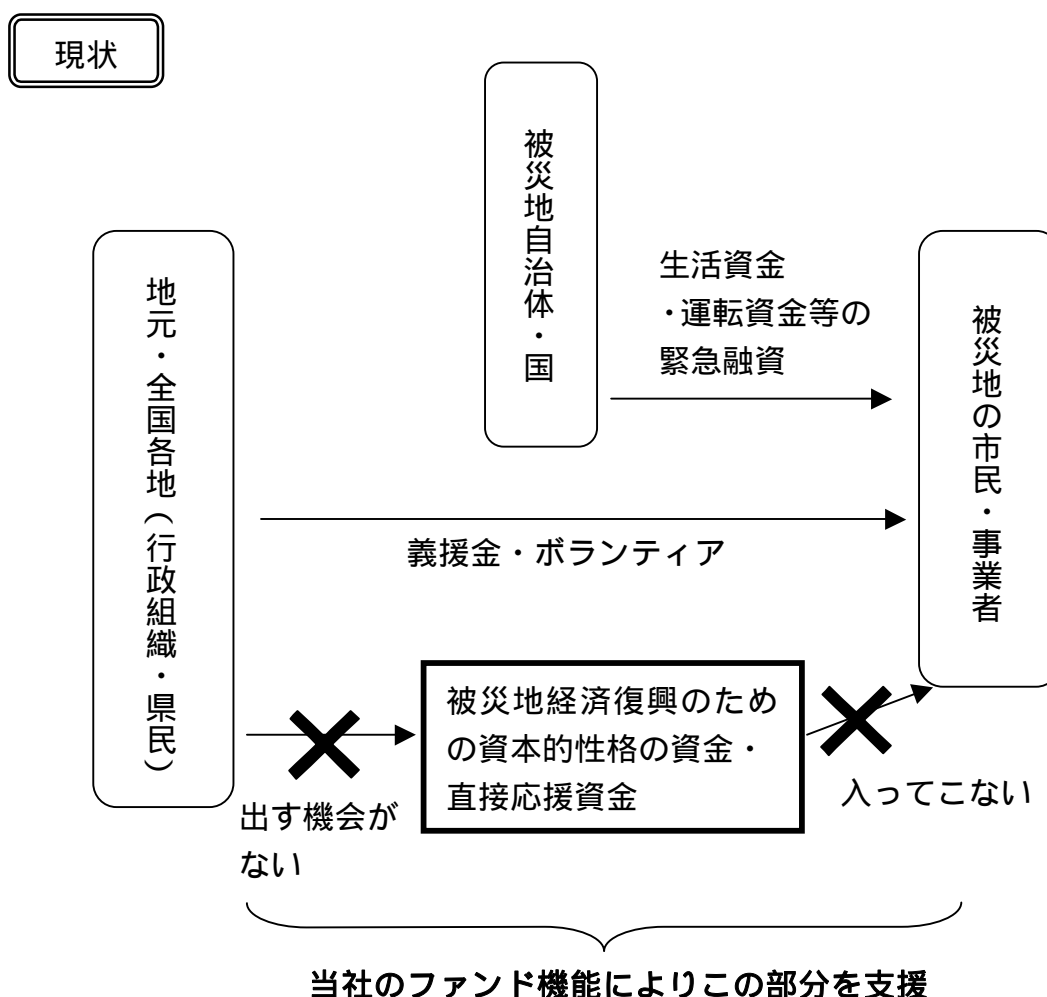 現状
被災地自治体・国
地元・全国各地（行政組織・県民）
生活資金
・運転資金等の
緊急融資
被災地の市民・事業者
義援金・ボランティア
被災地経済復興のため
の資本的性格の資金・
直接応援資金
出す機会が
ない
入ってこない
当社のファンド機能によりこの部分を支援